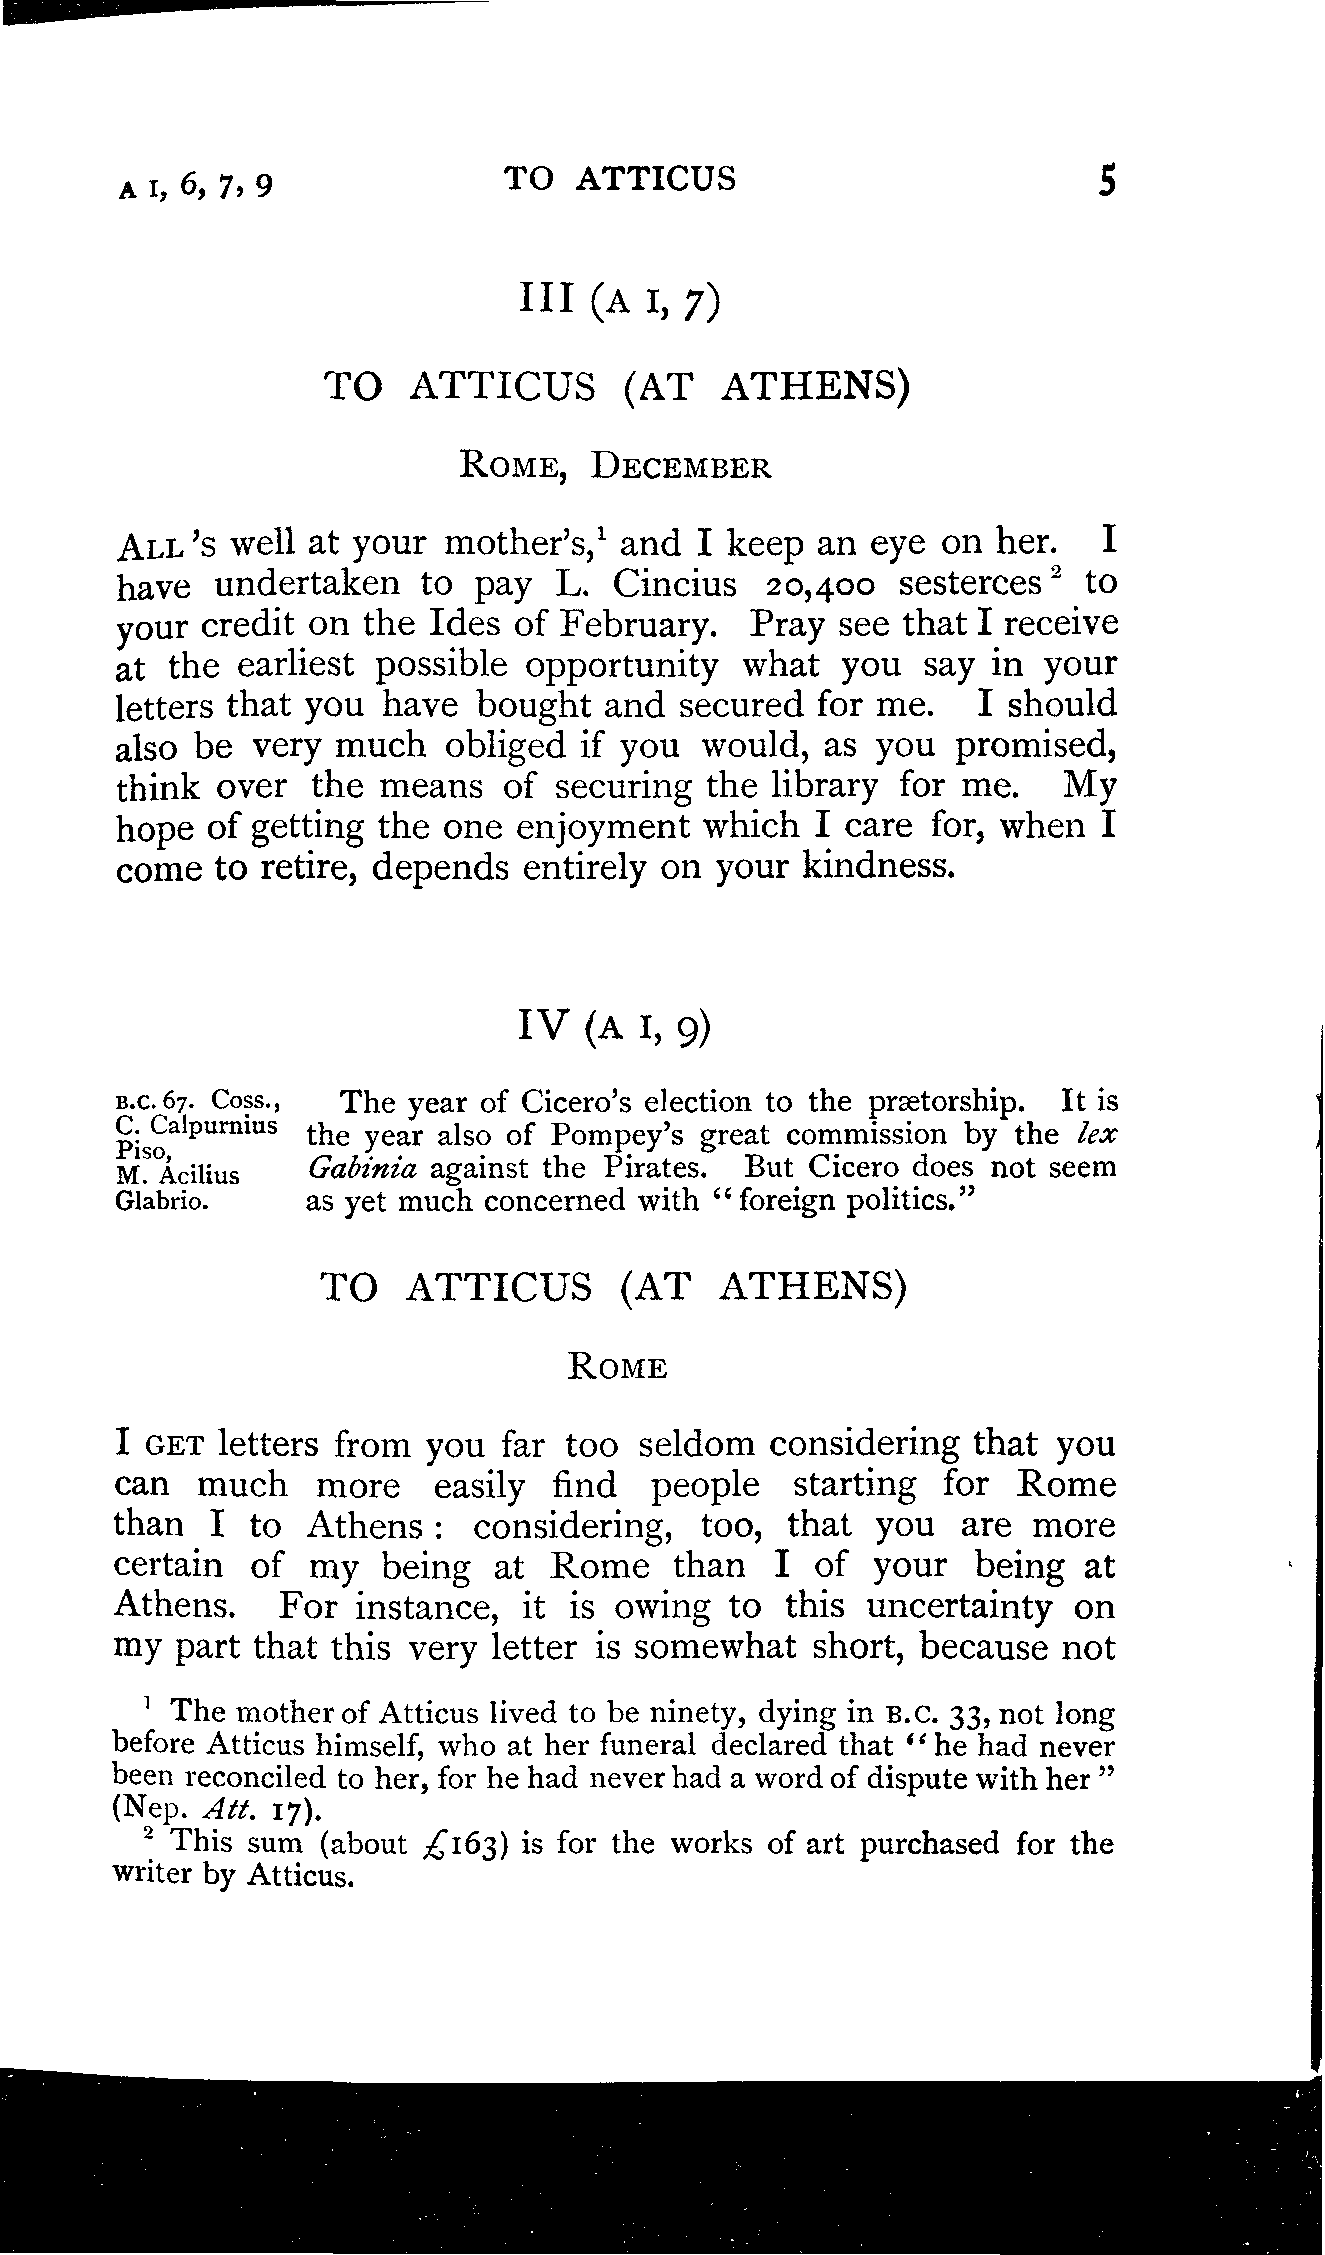 A I, 6, 7, 9 TO ATTICUS 5
III (A I, 7)
TO ATTICUS (AT ATHENS)
ROME, DECEMBER
ALL 's well at your mother's,¹ and I keep an eye on her. I
have undertaken to pay L. Cincius 20,400 sesterces² to
your credit on the Ides of February. Pray see that I receive
at the earliest possible opportunity what you say in your
letters that you have bought and secured for me. I should
also be very much obliged if you would, as you promised,
think over the means of securing the library for me. My
hope of getting the one enjoyment which I care for, when I
come to retire, depends entirely on your kindness.
IV (A I, 9)
B.C. 67. Coss.,
C. Calpurnius
Piso,
M. Acilius
Glabrio.
The year of Cicero's election to the prætorship. It is
the year also of Pompey's great commission by the lex
Gabinia against the Pirates. But Cicero does not seem
as yet much concerned with "foreign politics."
TO ATTICUS (AT ATHENS)
ROME
I GET letters from you far too seldom considering that you
can much more easily find people starting for Rome
than I to Athens : considering, too, that you are more
certain of my being at Rome than I of your being at
Athens. For instance, it is owing to this uncertainty on
my part that this very letter is somewhat short, because not
¹ The mother of Atticus lived to be ninety, dying in B.C. 33, not long
before Atticus himself, who at her funeral declared that "he had never
been reconciled to her, for he had never had a word of dispute with her"
(Nep. Att. 17).
² This sum (about £163) is for the works of art purchased for the
writer by Atticus.